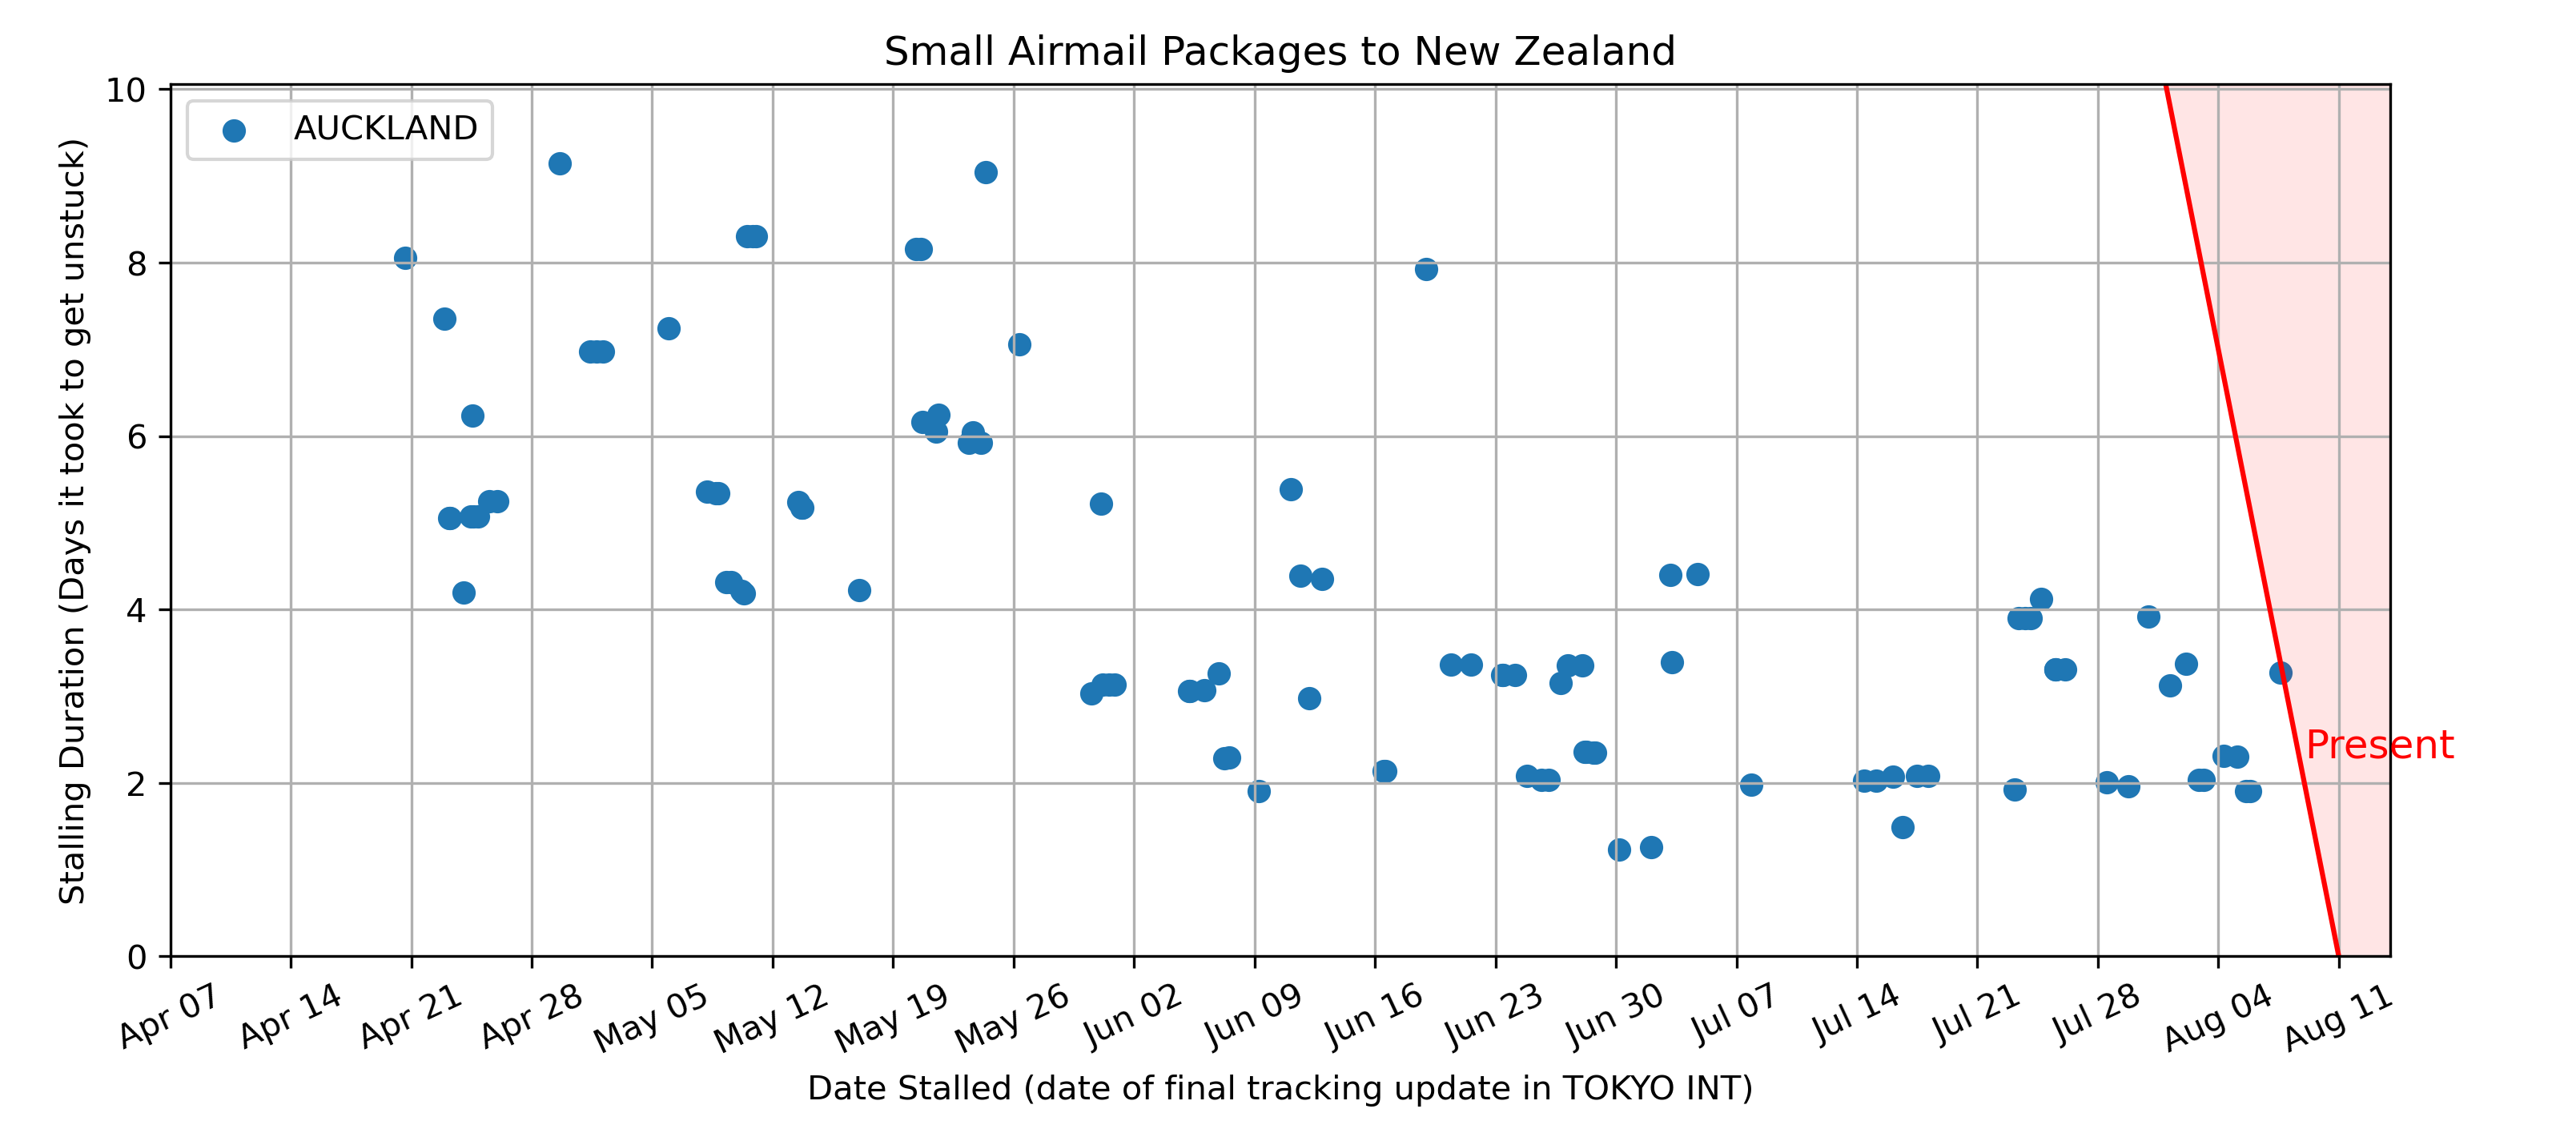 Small Airmail Packages to New Zealand
AUCKLAND
Stalling Duration (Days it took to get unstuck)
10
8
6
4
2
0
Present
Apr 07
Apr 14
Apr 21
Apr 28
May 05
May 12
May 19
May 26
Jun 02
Jun 09
Jun 16
Jun 23
Jun 30
Jul 07
Jul 14
Jul 21
Jul 28
Aug 04
Aug 11
Date Stalled (date of final tracking update in TOKYO INT)